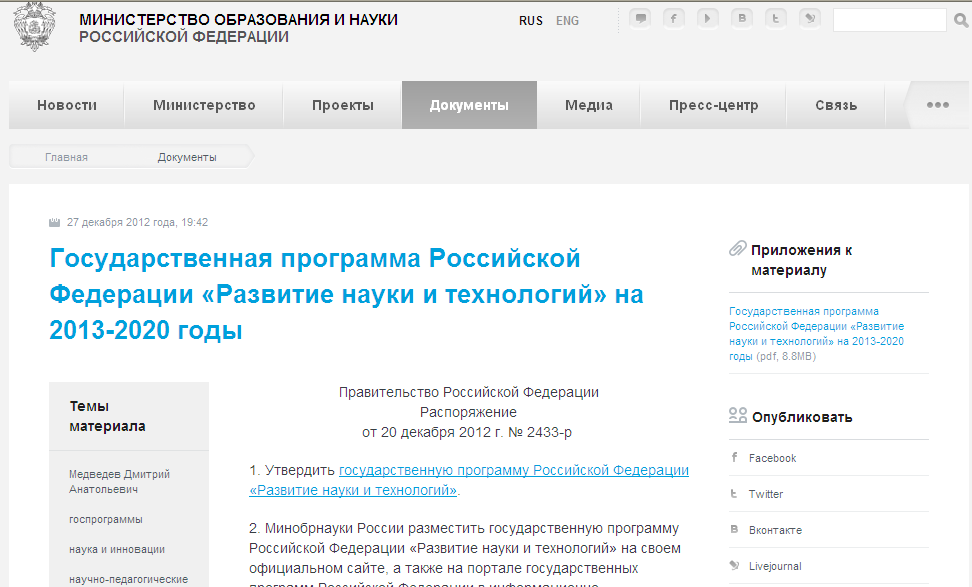 МИНИСТЕРСТВО ОБРАЗОВАНИЯ И НАУКИ
РОССИЙСКОЙ ФЕДЕРАЦИИ
RUS ENG
Новости Министерство Проекты Документы Медиа Пресс-центр Связь
Главная Документы
27 декабря 2012 года, 19:42
Государственная программа Российской
Федерации «Развитие науки и технологий» на
2013-2020 годы
Темы
материала
Медведев Дмитрий
Анатольевич
госпрограммы
наука и инновации
научно-педагогические
Правительство Российской Федерации
Распоряжение
от 20 декабря 2012 г. № 2433-р
1. Утвердить государственную программу Российской Федерации
«Развитие науки и технологий».
2. Минобрнауки России разместить государственную программу
Российской Федерации «Развитие науки и технологий» на своем
официальном сайте, а также на портале государственных
программ Российской Федерации в информационно-
Приложения к
материалу
Государственная программа
Российской Федерации «Развитие
науки и технологий» на 2013-2020
годы (pdf, 8.8MB)
Опубликовать
Facebook
Twitter
Вконтакте
Livejournal